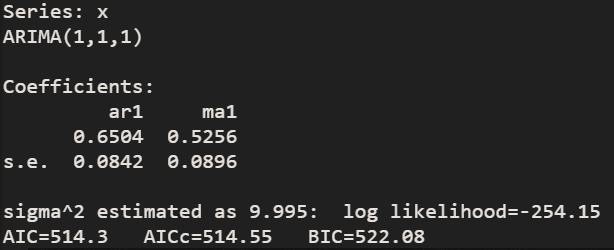 Series: x
ARIMA(1,1,1)
Coefficients:
ar1 ma1
0.6504 0.5256
s.e. 0.0842 0.0896
sigma^2 estimated as 9.995: log likelihood=-254.15
AIC=514.3 AICc=514.55 BIC=522.08